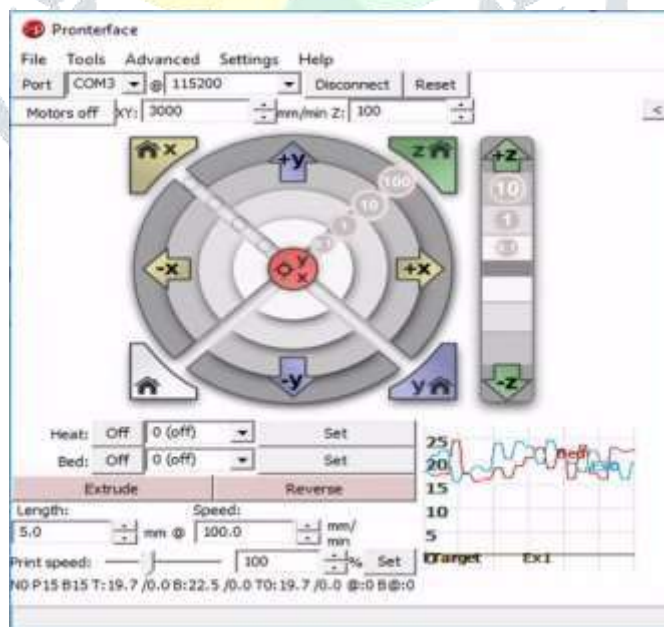 Pronterface
File Tools Advanced Settings Help
Port COM3 @ 115200 Disconnect Reset
Motors off XY: 3000 mm/min Z: 100 <
x z
+y +z
100
10 10
1 1
-x y x +x
-y -z
y
Heat: Off 0 (off) Set
Bed: Off 0 (off) Set
Extrude Reverse
Length: Speed:
5.0 mm @ 100.0 mm/
min
Print speed: 100 % Set
25
20 Bed
15
10
5
Target Ex1
N0 P15 B15 T:19.7 /0.0 B:22.5 /0.0 T0:19.7 /0.0 @:0 B@:0